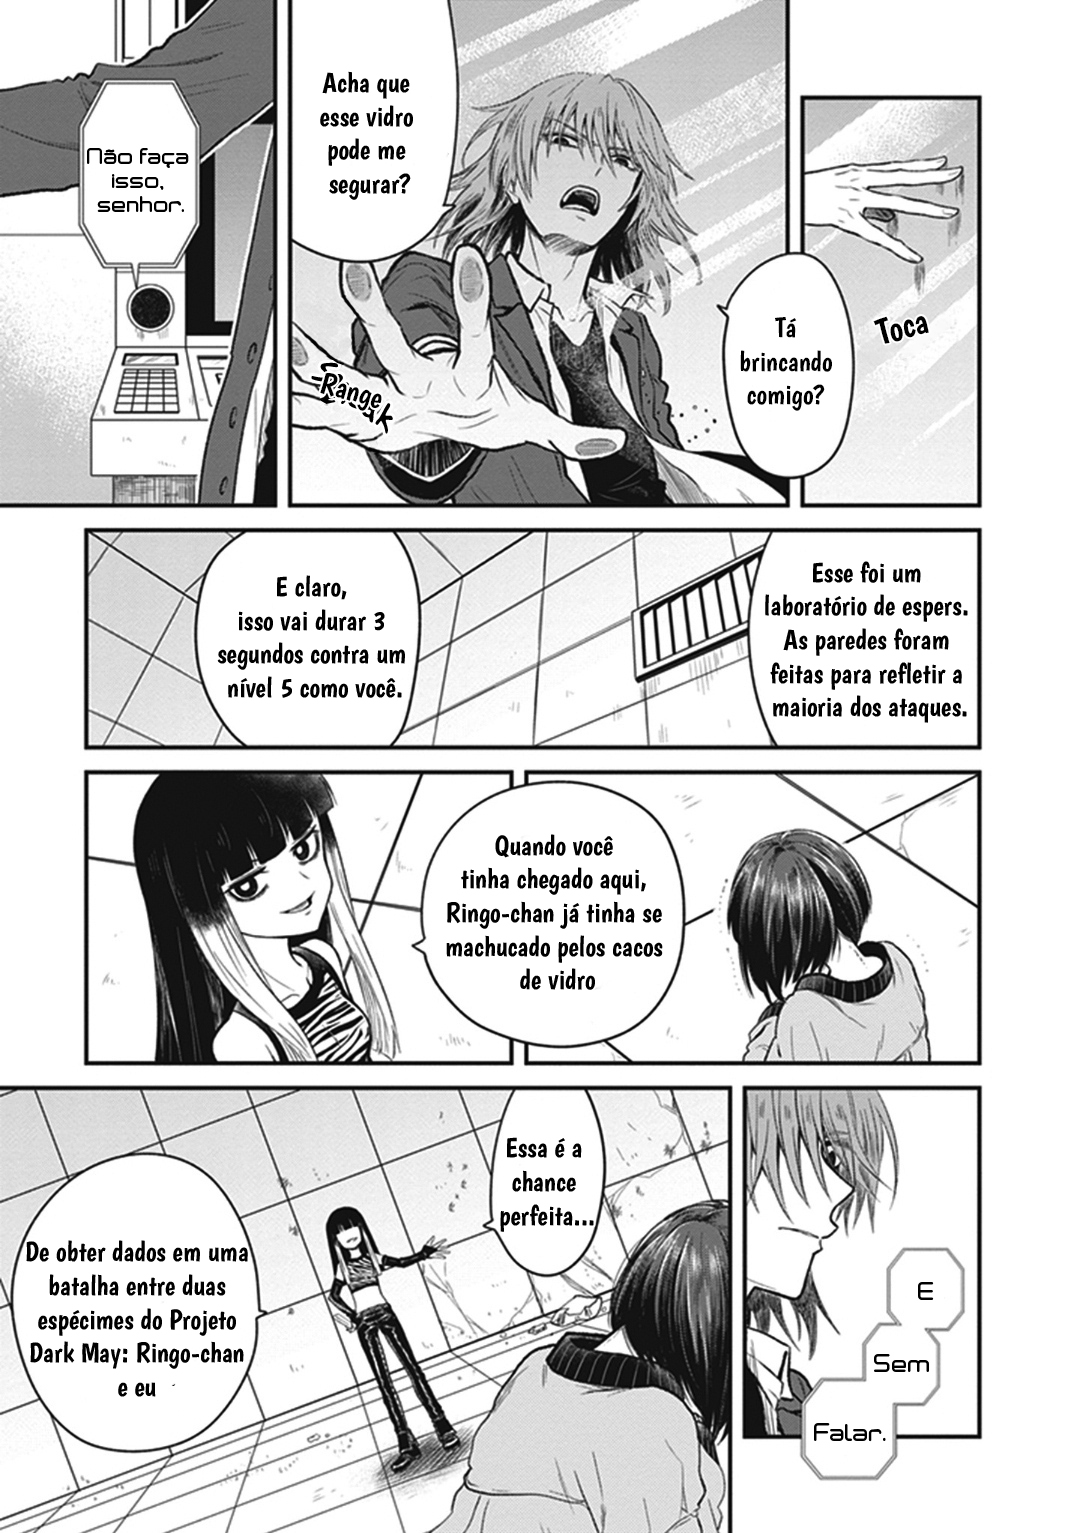 Toca
Tá
brincando
comigo?
Acha que
esse vidro
pode me
segurar?
-Range
Não faça
isso,
senhor.
Esse foi um
laboratório de espers.
As paredes foram
feitas para refletir a
maioria dos ataques.
E claro,
isso vai durar 3
segundos contra um
nível 5 como você.
Quando você
tinha chegado aqui,
Ringo-chan já tinha se
machucado pelos cacos
de vidro
E
Sem
Falar.
Essa é a
chance
perfeita...
De obter dados em uma
batalha entre duas
espécimes do Projeto
Dark May: Ringo-chan
e eu